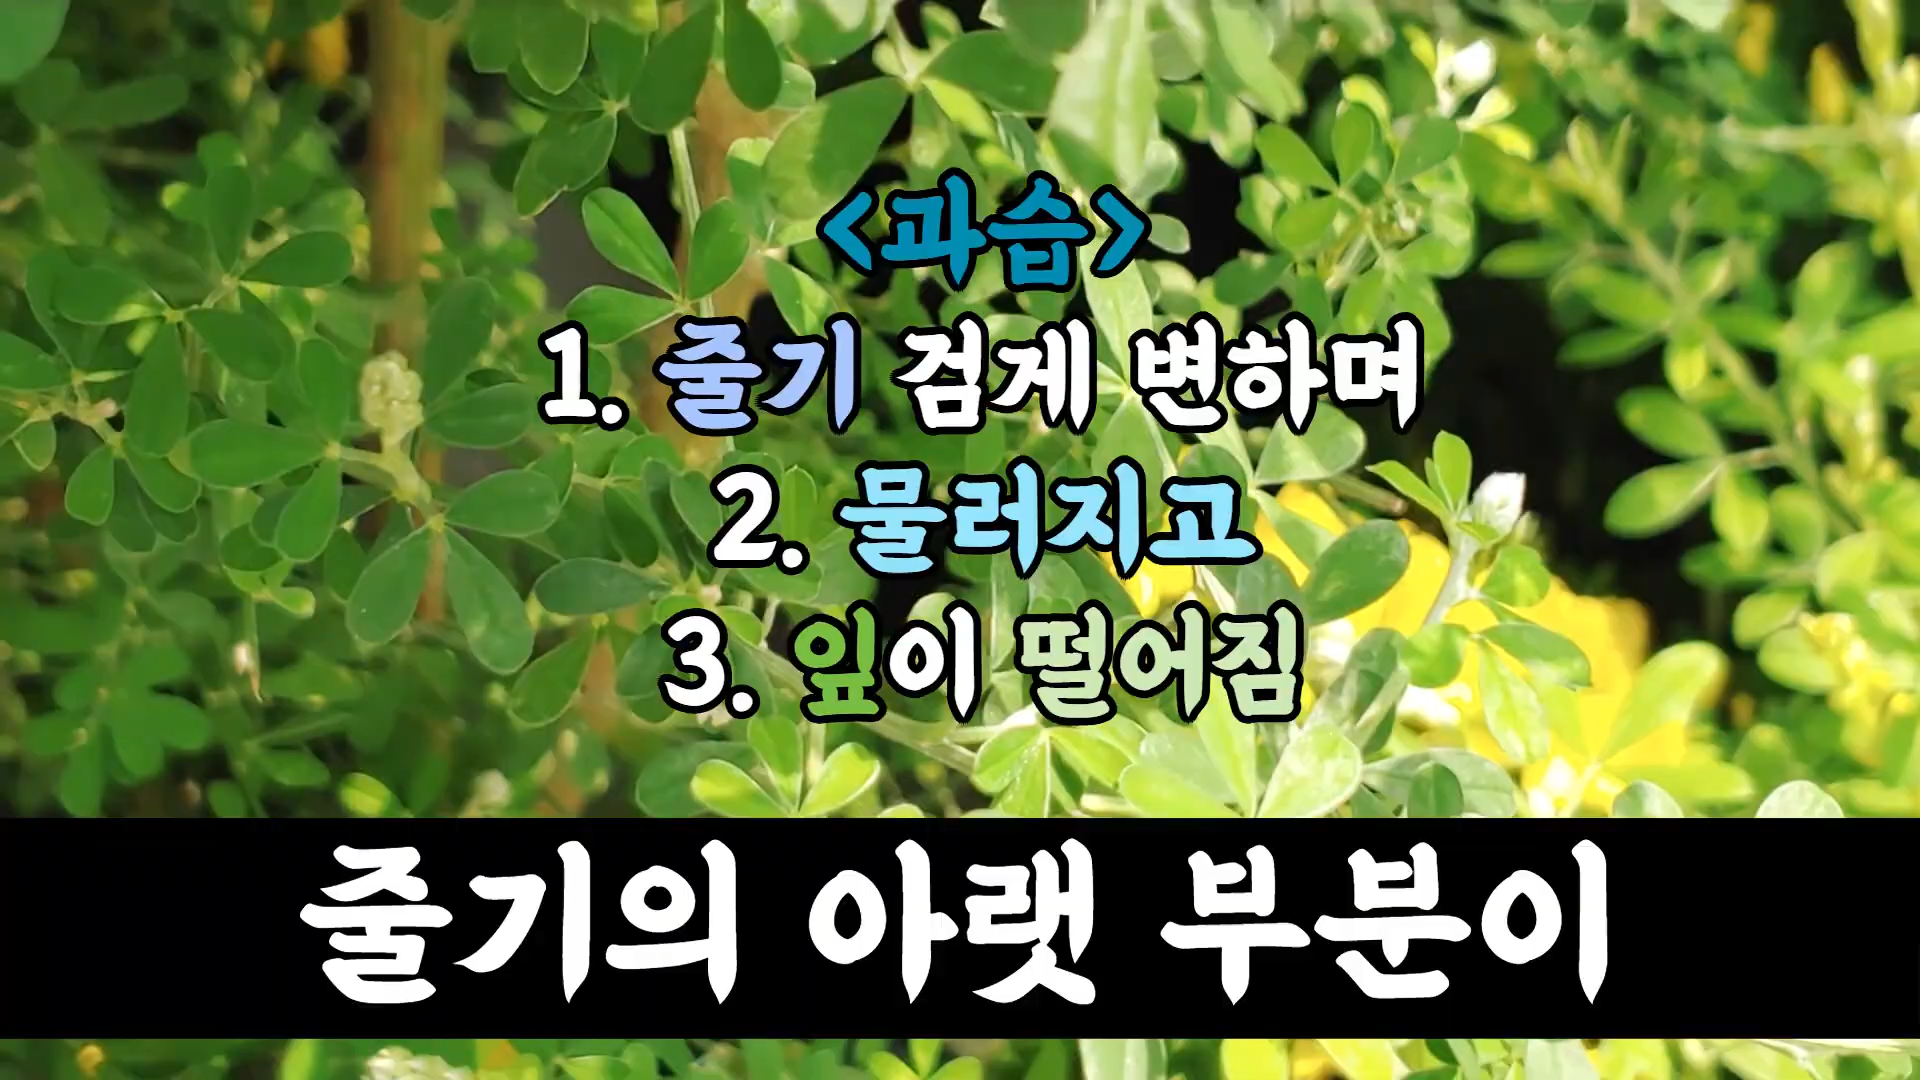 <과습>
1. 줄기 검게 변하며
2. 물러지고
3. 잎이 떨어짐
줄기의 아랫 부분이